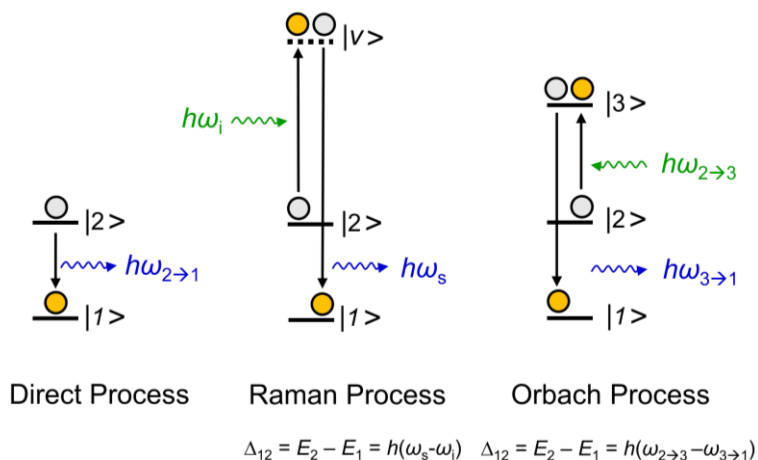 |v>
hωᵢ
|3>
hω₂→₃
|2>
|2>
|2>
hω₂→₁
hωₛ
hω₃→₁
|1>
|1>
|1>
Direct Process
Raman Process
Orbach Process
Δ₁₂ = E₂ – E₁ = h(ωₛ-ωᵢ)
Δ₁₂ = E₂ – E₁ = h(ω₂→₃–ω₃→₁)